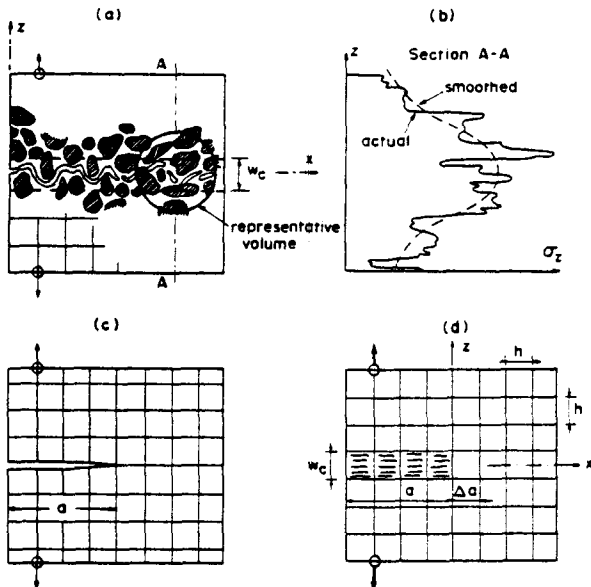 (a)
z
A
w_c
x
representative volume
A
(b)
Section A-A
z
smoothed
actual
σ_z
(c)
a
(d)
z
h
h
w_c
x
a
Δa